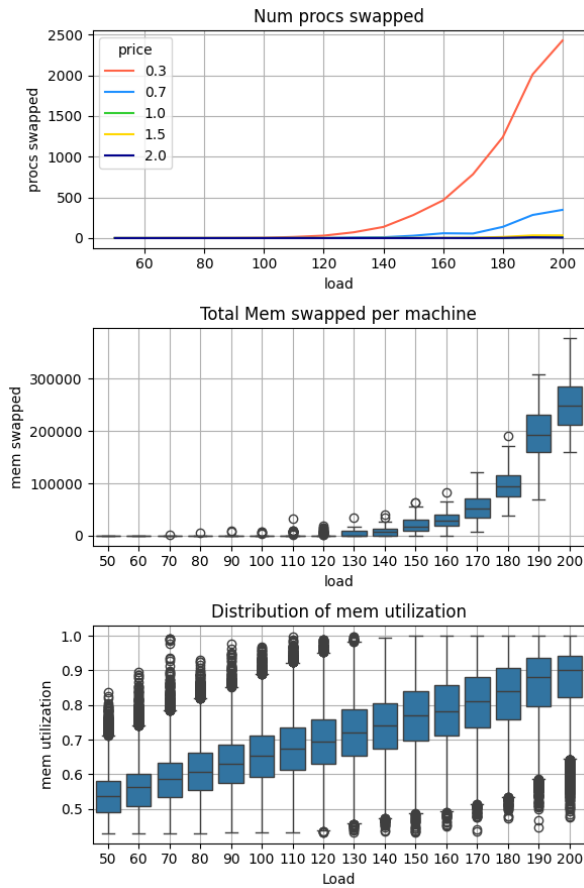 Num procs swapped
2500
2000
1500
1000
500
0
procs swapped
price
0.3
0.7
1.0
1.5
2.0
60 80 100 120 140 160 180 200
load
Total Mem swapped per machine
300000
200000
100000
0
mem swapped
50 60 70 80 90 100 110 120 130 140 150 160 170 180 190 200
load
Distribution of mem utilization
1.0
0.9
0.8
0.7
0.6
0.5
mem utilization
50 60 70 80 90 100 110 120 130 140 150 160 170 180 190 200
Load